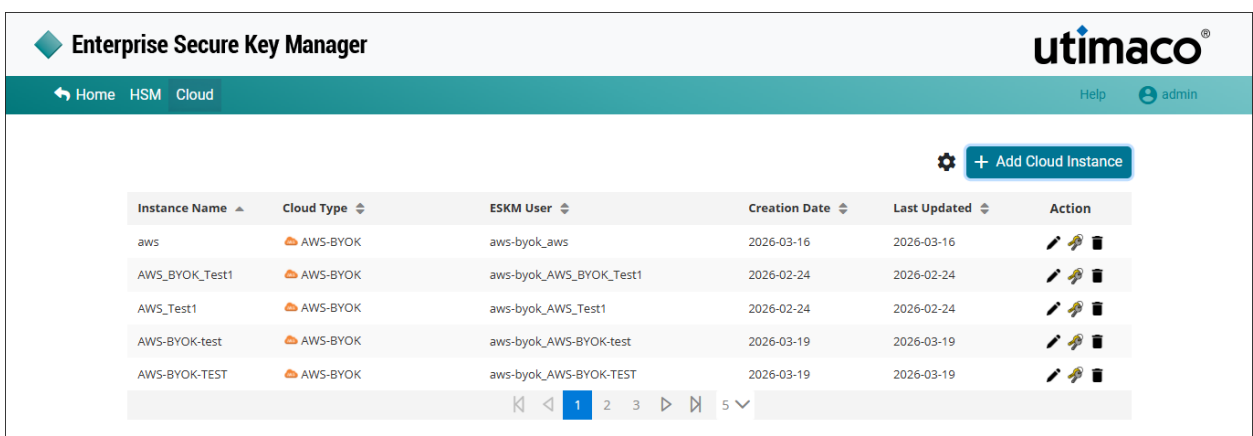 Enterprise Secure Key Manager
utimaco®
Home HSM Cloud Help admin
+ Add Cloud Instance
Instance Name Cloud Type ESKM User Creation Date Last Updated Action
aws AWS-BYOK aws-byok_aws 2026-03-16 2026-03-16
AWS_BYOK_Test1 AWS-BYOK aws-byok_AWS_BYOK_Test1 2026-02-24 2026-02-24
AWS_Test1 AWS-BYOK aws-byok_AWS_Test1 2026-02-24 2026-02-24
AWS-BYOK-test AWS-BYOK aws-byok_AWS-BYOK-test 2026-03-19 2026-03-19
AWS-BYOK-TEST AWS-BYOK aws-byok_AWS-BYOK-TEST 2026-03-19 2026-03-19
1 2 3 5